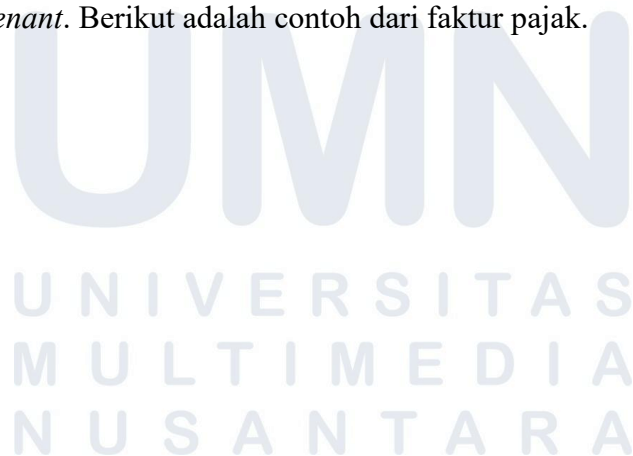 enant. Berikut adalah contoh dari faktur pajak.
UMN
UNIVERSITAS
MULTIMEDIA
NUSANTARA